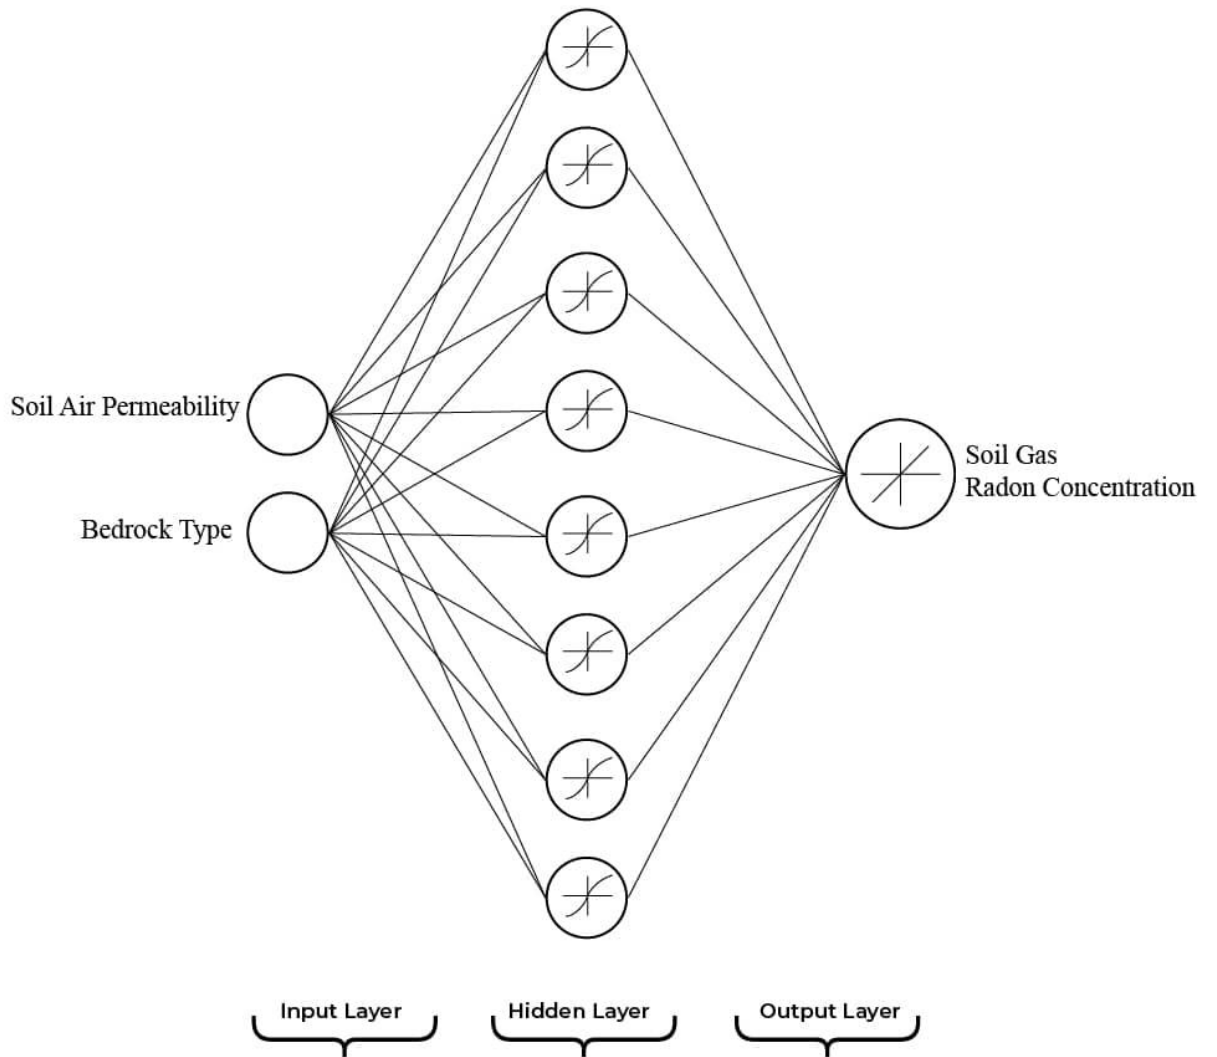 Soil Air Permeability
Bedrock Type
Soil Gas
Radon Concentration
Input Layer
Hidden Layer
Output Layer